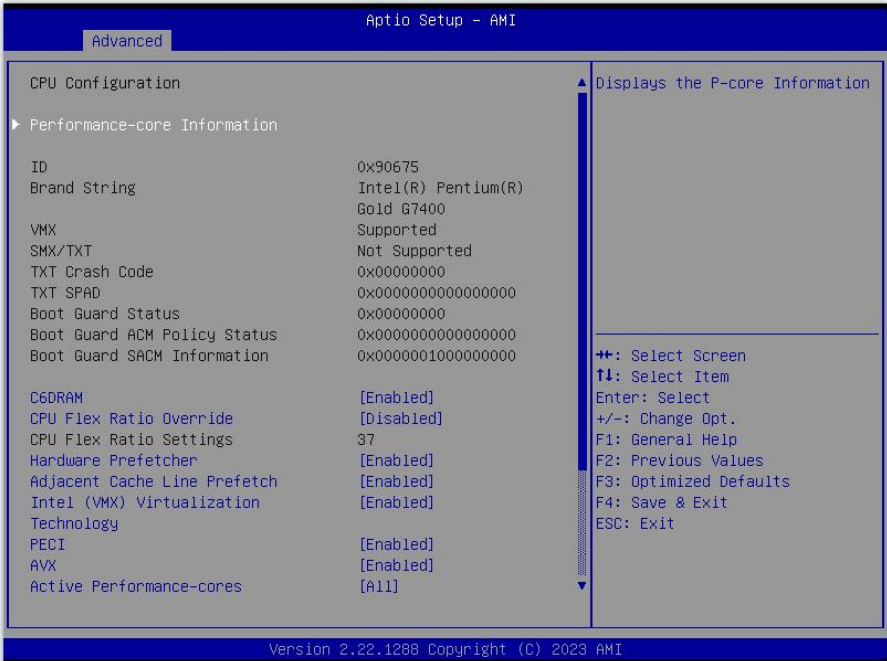 Aptio Setup – AMI
Advanced
CPU Configuration
Performance-core Information
ID 0x90675
Brand String Intel(R) Pentium(R)
Gold G7400
VMX Supported
SMX/TXT Not Supported
TXT Crash Code 0x00000000
TXT SPAD 0x0000000000000000
Boot Guard Status 0x00000000
Boot Guard ACM Policy Status 0x0000000000000000
Boot Guard SACM Information 0x0000001000000000
C6DRAM [Enabled]
CPU Flex Ratio Override [Disabled]
CPU Flex Ratio Settings 37
Hardware Prefetcher [Enabled]
Adjacent Cache Line Prefetch [Enabled]
Intel (VMX) Virtualization [Enabled]
Technology
PECI [Enabled]
AVX [Enabled]
Active Performance-cores [All]
Displays the P-core Information
→←: Select Screen
↑↓: Select Item
Enter: Select
+/-: Change Opt.
F1: General Help
F2: Previous Values
F3: Optimized Defaults
F4: Save & Exit
ESC: Exit
Version 2.22.1288 Copyright (C) 2023 AMI